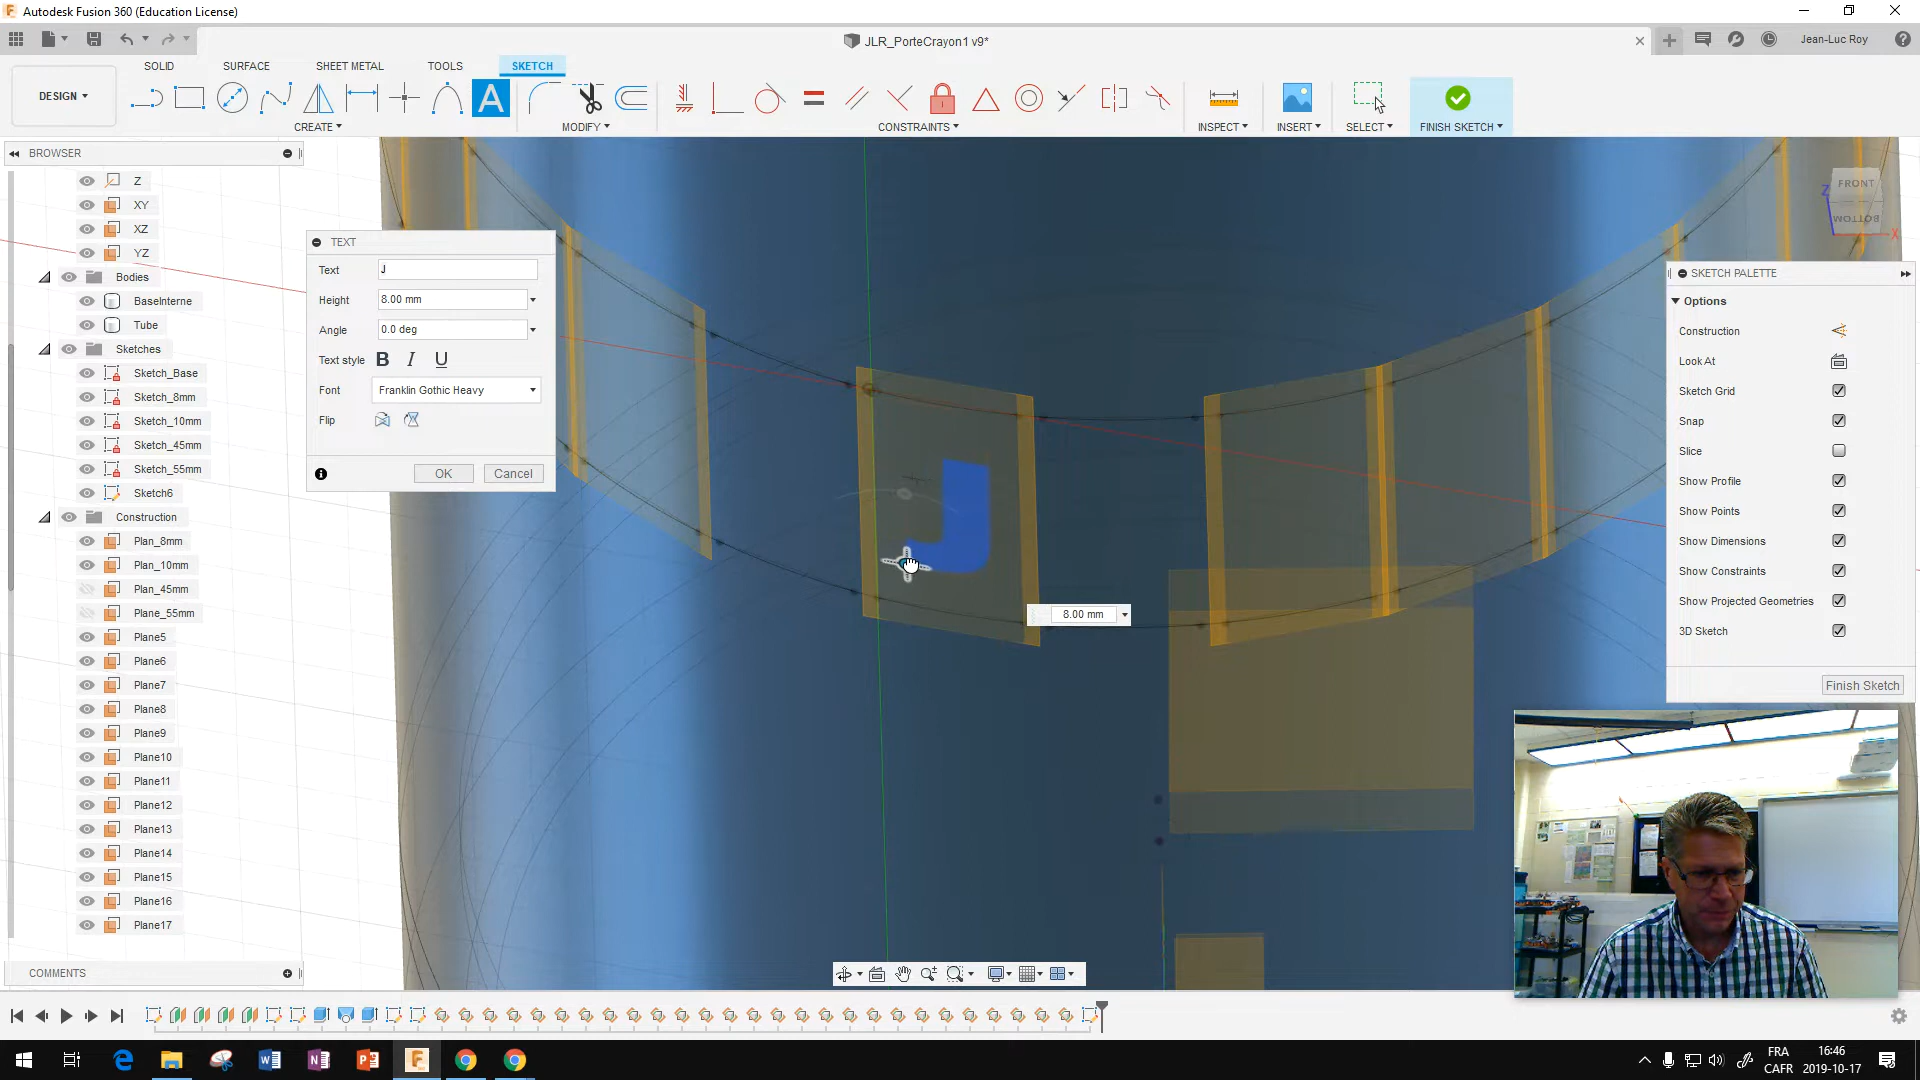 Autodesk Fusion 360 (Education License)
JLR_PorteCrayon1 v9*
Jean-Luc Roy
SOLID SURFACE SHEET METAL TOOLS SKETCH
DESIGN
CREATE MODIFY CONSTRAINTS INSPECT INSERT SELECT FINISH SKETCH
BROWSER
Z
XY
XZ
YZ
Bodies
BaseInterne
Tube
Sketches
Sketch_Base
Sketch_8mm
Sketch_10mm
Sketch_45mm
Sketch_55mm
Sketch6
Construction
Plan_8mm
Plan_10mm
Plan_45mm
Plane_55mm
Plane5
Plane6
Plane7
Plane8
Plane9
Plane10
Plane11
Plane12
Plane13
Plane14
Plane15
Plane16
Plane17
COMMENTS
TEXT
Text J
Height 8.00 mm
Angle 0.0 deg
Text style B I U
Font Franklin Gothic Heavy
Flip
OK Cancel
J
8.00 mm
FRONT
BOTTOM
Z
X
SKETCH PALETTE
Options
Construction
Look At
Sketch Grid
Snap
Slice
Show Profile
Show Points
Show Dimensions
Show Constraints
Show Projected Geometries
3D Sketch
Finish Sketch
FRA
CAFR
16:46
2019-10-17